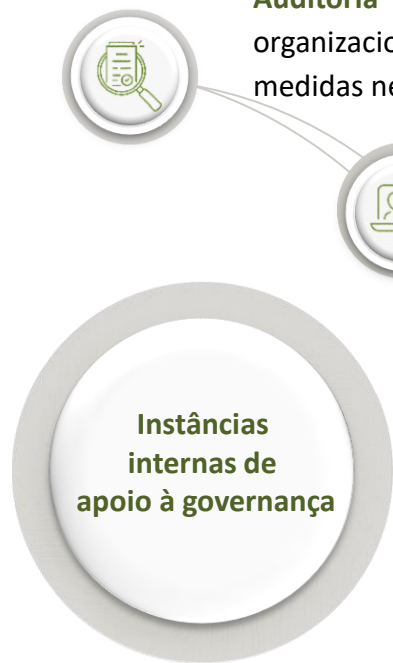 Auditoria
organizacio
medidas ne
Instâncias
internas de
apoio à governança